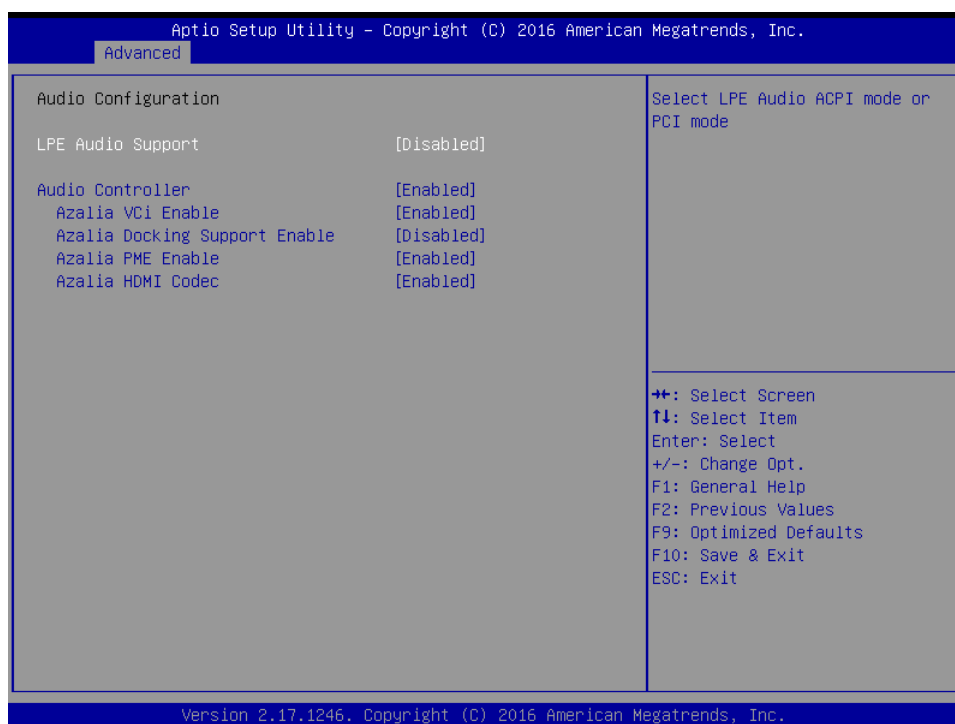 Aptio Setup Utility – Copyright (C) 2016 American Megatrends, Inc.
Advanced
Audio Configuration
LPE Audio Support [Disabled]
Audio Controller [Enabled]
Azalia VCi Enable [Enabled]
Azalia Docking Support Enable [Disabled]
Azalia PME Enable [Enabled]
Azalia HDMI Codec [Enabled]
Select LPE Audio ACPI mode or
PCI mode
→←: Select Screen
↑↓: Select Item
Enter: Select
+/-: Change Opt.
F1: General Help
F2: Previous Values
F9: Optimized Defaults
F10: Save & Exit
ESC: Exit
Version 2.17.1246. Copyright (C) 2016 American Megatrends, Inc.